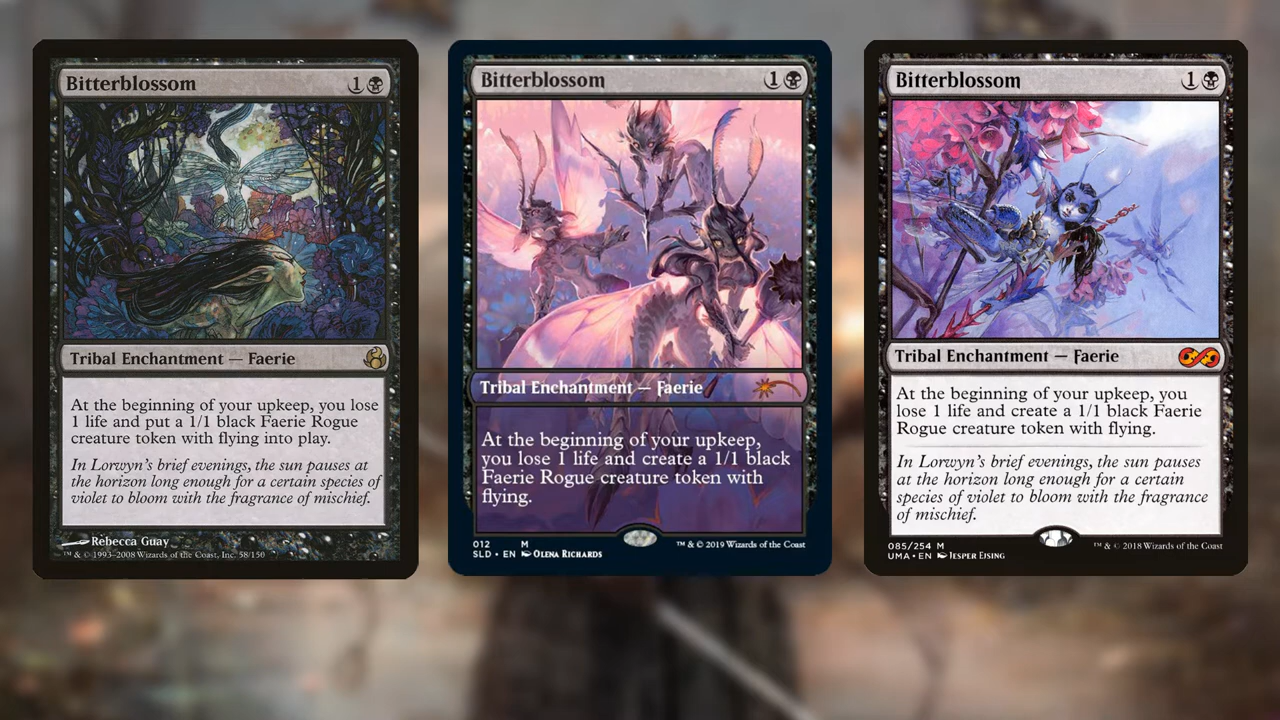 Bitterblossom 1
Tribal Enchantment — Faerie
At the beginning of your upkeep, you lose
1 life and put a 1/1 black Faerie Rogue
creature token with flying into play.
In Lorwyn's brief evenings, the sun pauses at
the horizon long enough for a certain species of
violet to bloom with the fragrance of mischief.
Rebecca Guay
™ & © 1993–2008 Wizards of the Coast, Inc. 58/150
Bitterblossom 1
Tribal Enchantment — Faerie
At the beginning of your upkeep,
you lose 1 life and create a 1/1 black
Faerie Rogue creature token with
flying.
012 M
SLD • EN Olena Richards
™ & © 2019 Wizards of the Coast
Bitterblossom 1
Tribal Enchantment — Faerie
At the beginning of your upkeep, you
lose 1 life and create a 1/1 black Faerie
Rogue creature token with flying.
In Lorwyn's brief evenings, the sun pauses
at the horizon long enough for a certain
species of violet to bloom with the fragrance
of mischief.
085/254 M
UMA • EN Jesper Ejsing
™ & © 2018 Wizards of the Coast